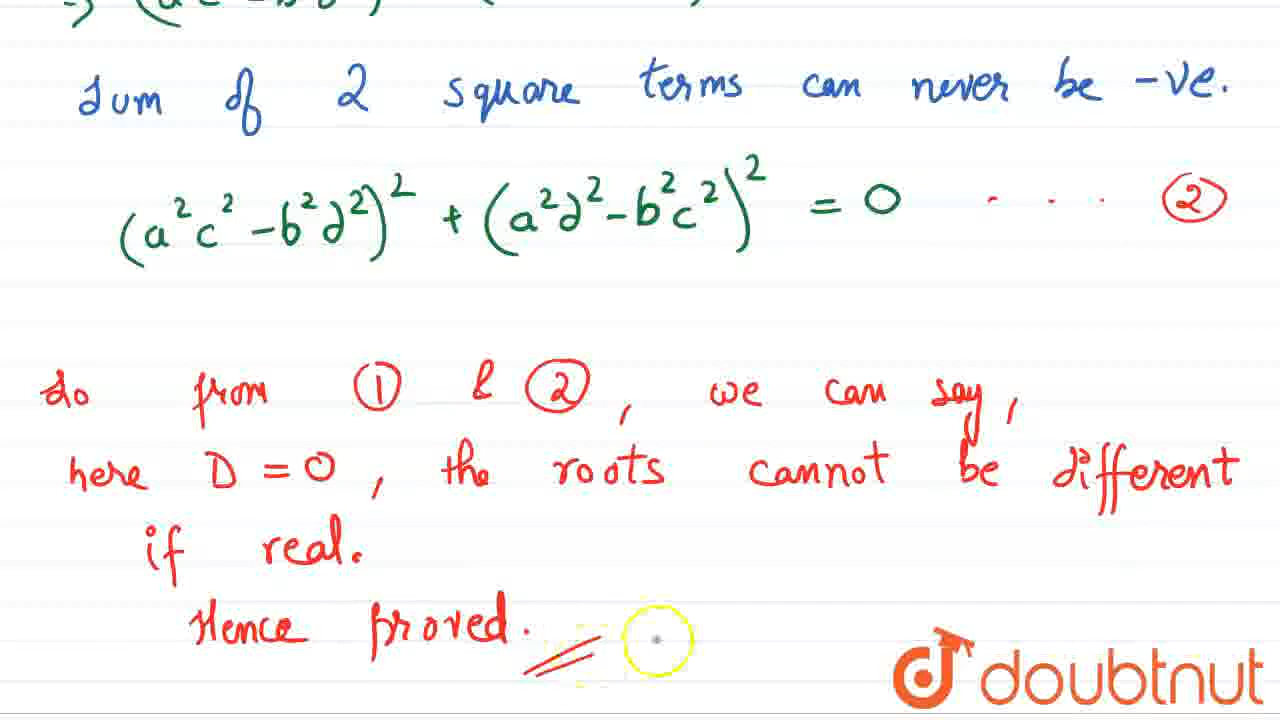 Sum of 2 square terms can never be -ve.
(a²c² - b²d²)² + (a²d² - b²c²)² = 0 . . . ②
So from ① & ②, we can say,
here D = 0, the roots cannot be different
if real.
Hence proved.
doubtnut